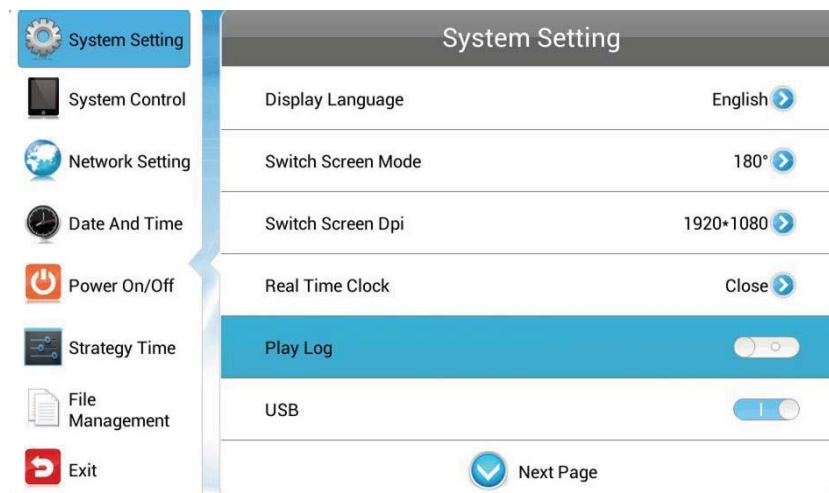 System Setting
System Control
Network Setting
Date And Time
Power On/Off
Strategy Time
File
Management
Exit
System Setting
Display Language English
Switch Screen Mode 180°
Switch Screen Dpi 1920*1080
Real Time Clock Close
Play Log
USB
Next Page